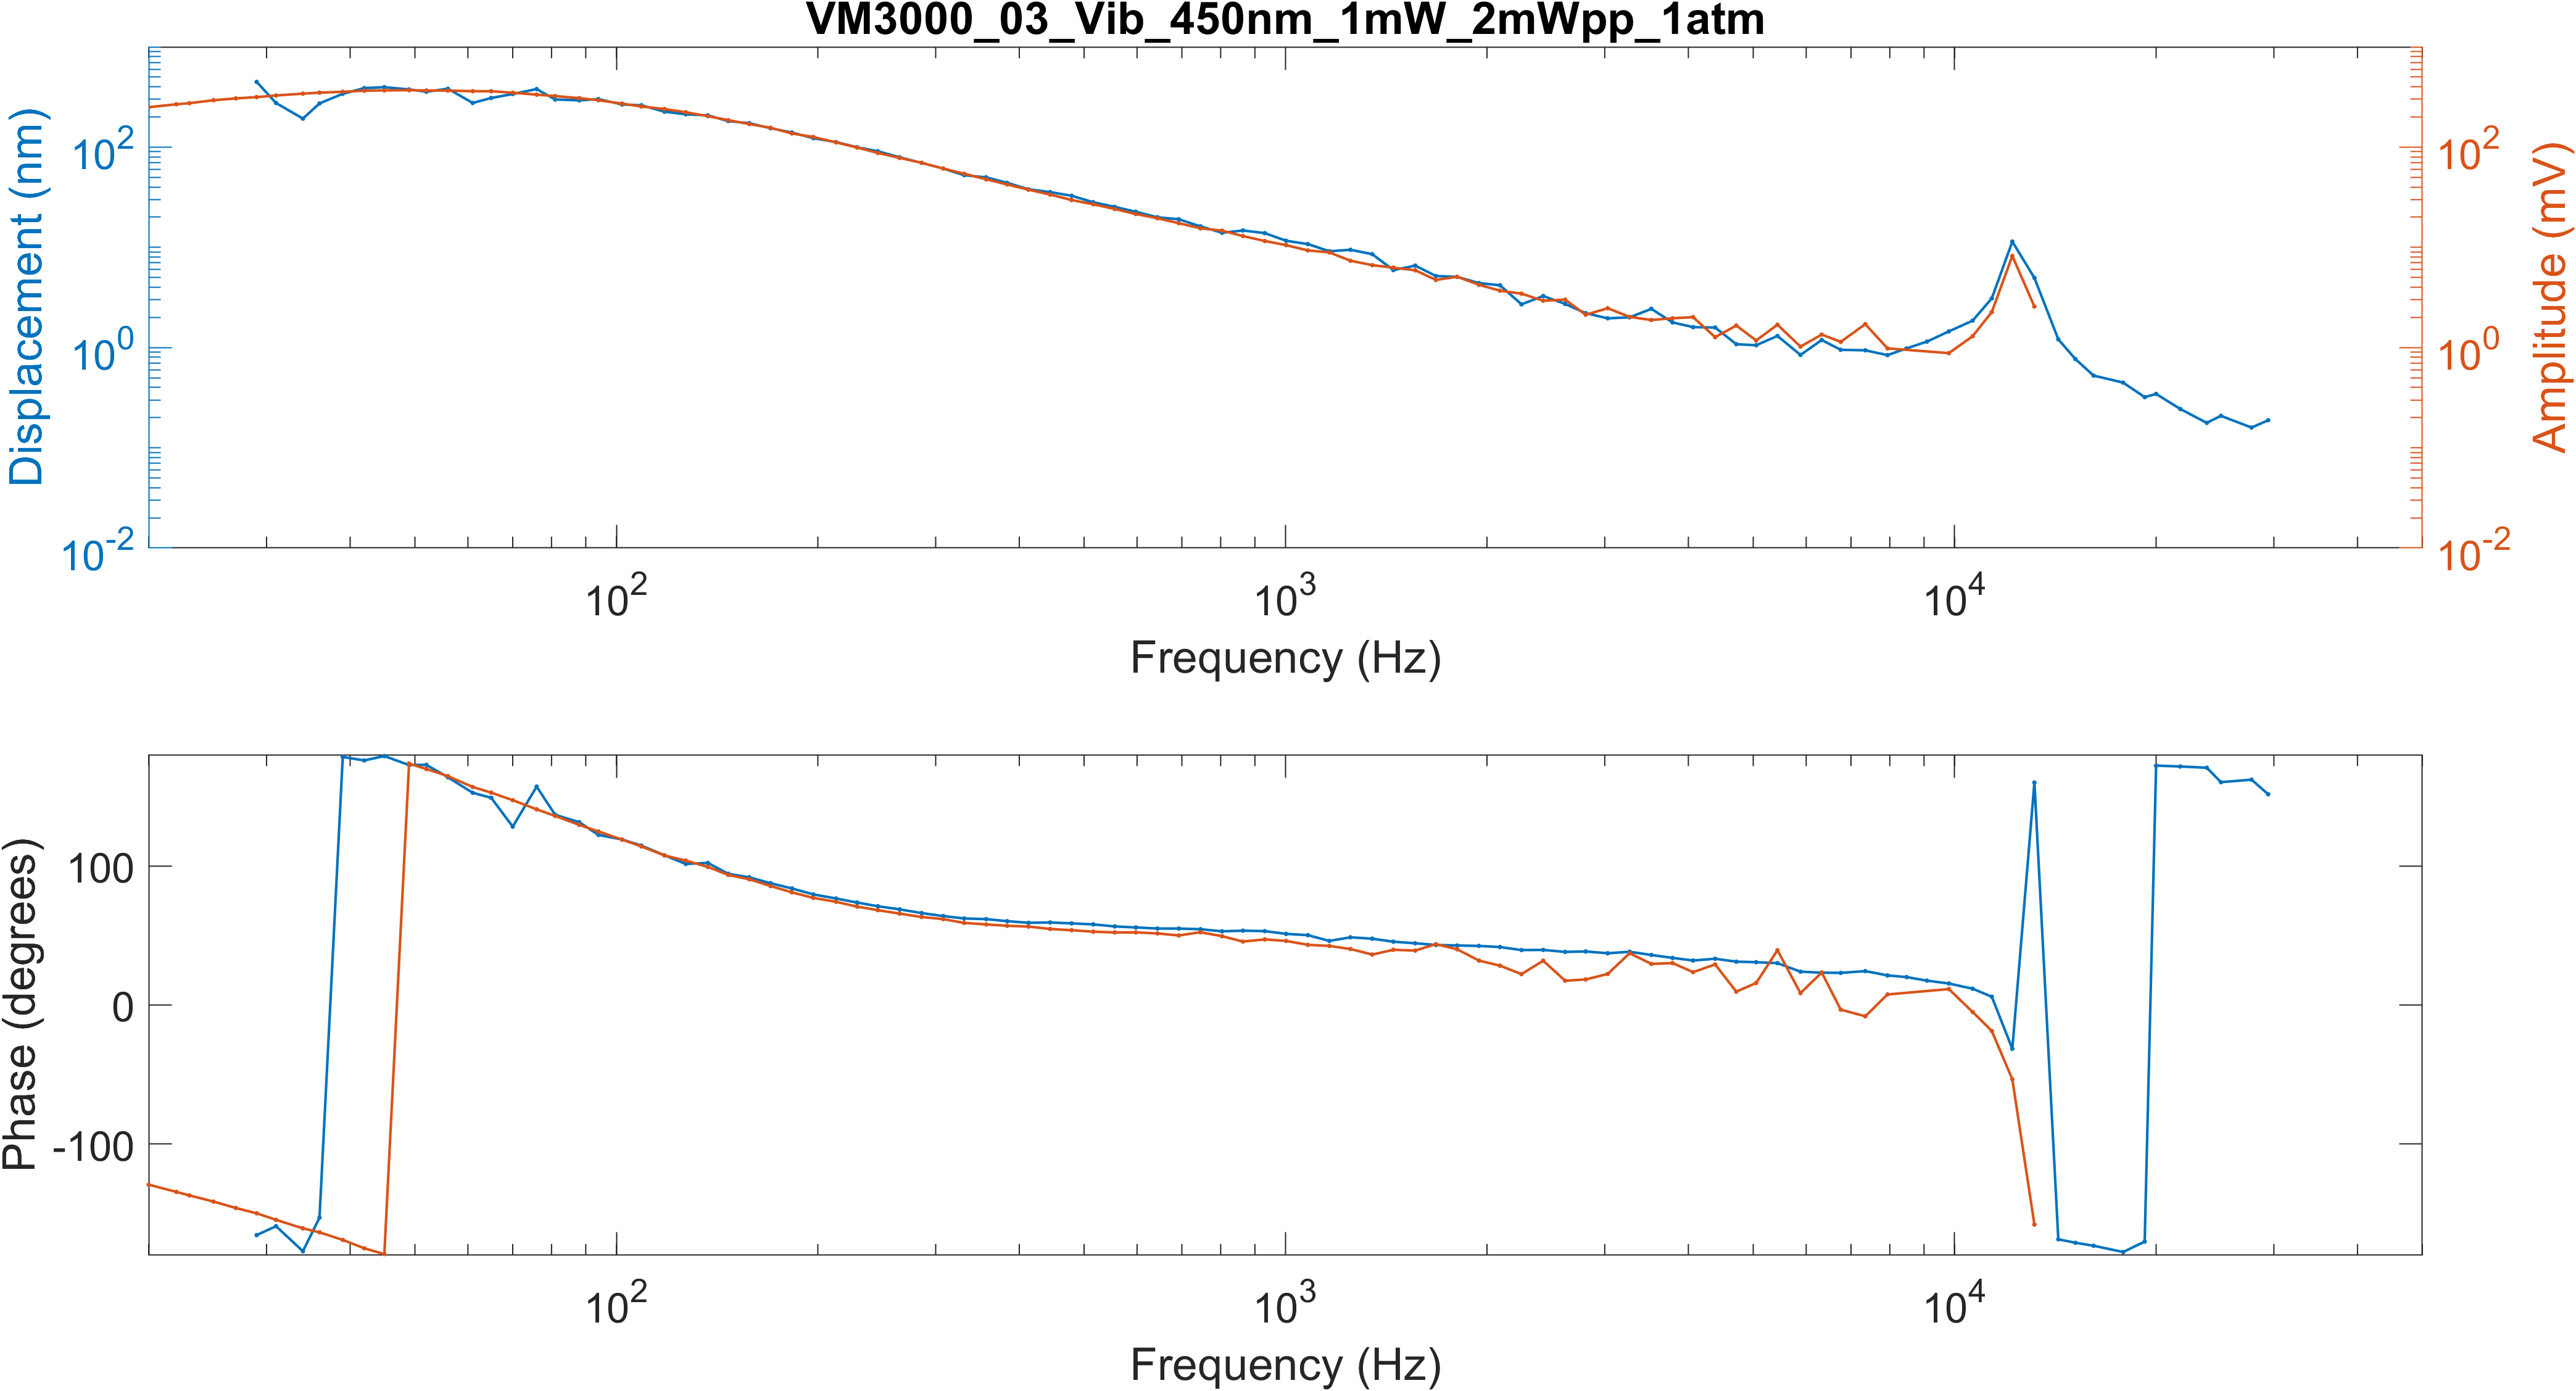 VM3000_03_Vib_450nm_1mW_2mWpp_1atm
Displacement (nm)
10^2
10^0
10^-2
10^2
10^0
10^-2
Amplitude (mV)
10^2
10^3
10^4
Frequency (Hz)
Phase (degrees)
100
0
-100
10^2
10^3
10^4
Frequency (Hz)